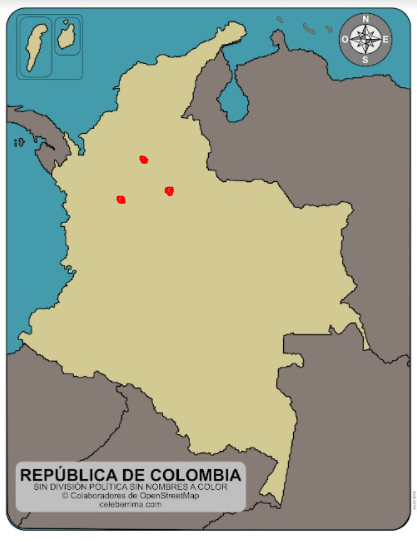 N
O E
S
REPÚBLICA DE COLOMBIA
SIN DIVISIÓN POLÍTICA SIN NOMBRES A COLOR
© Colaboradores de OpenStreetMap
celeberrima.com